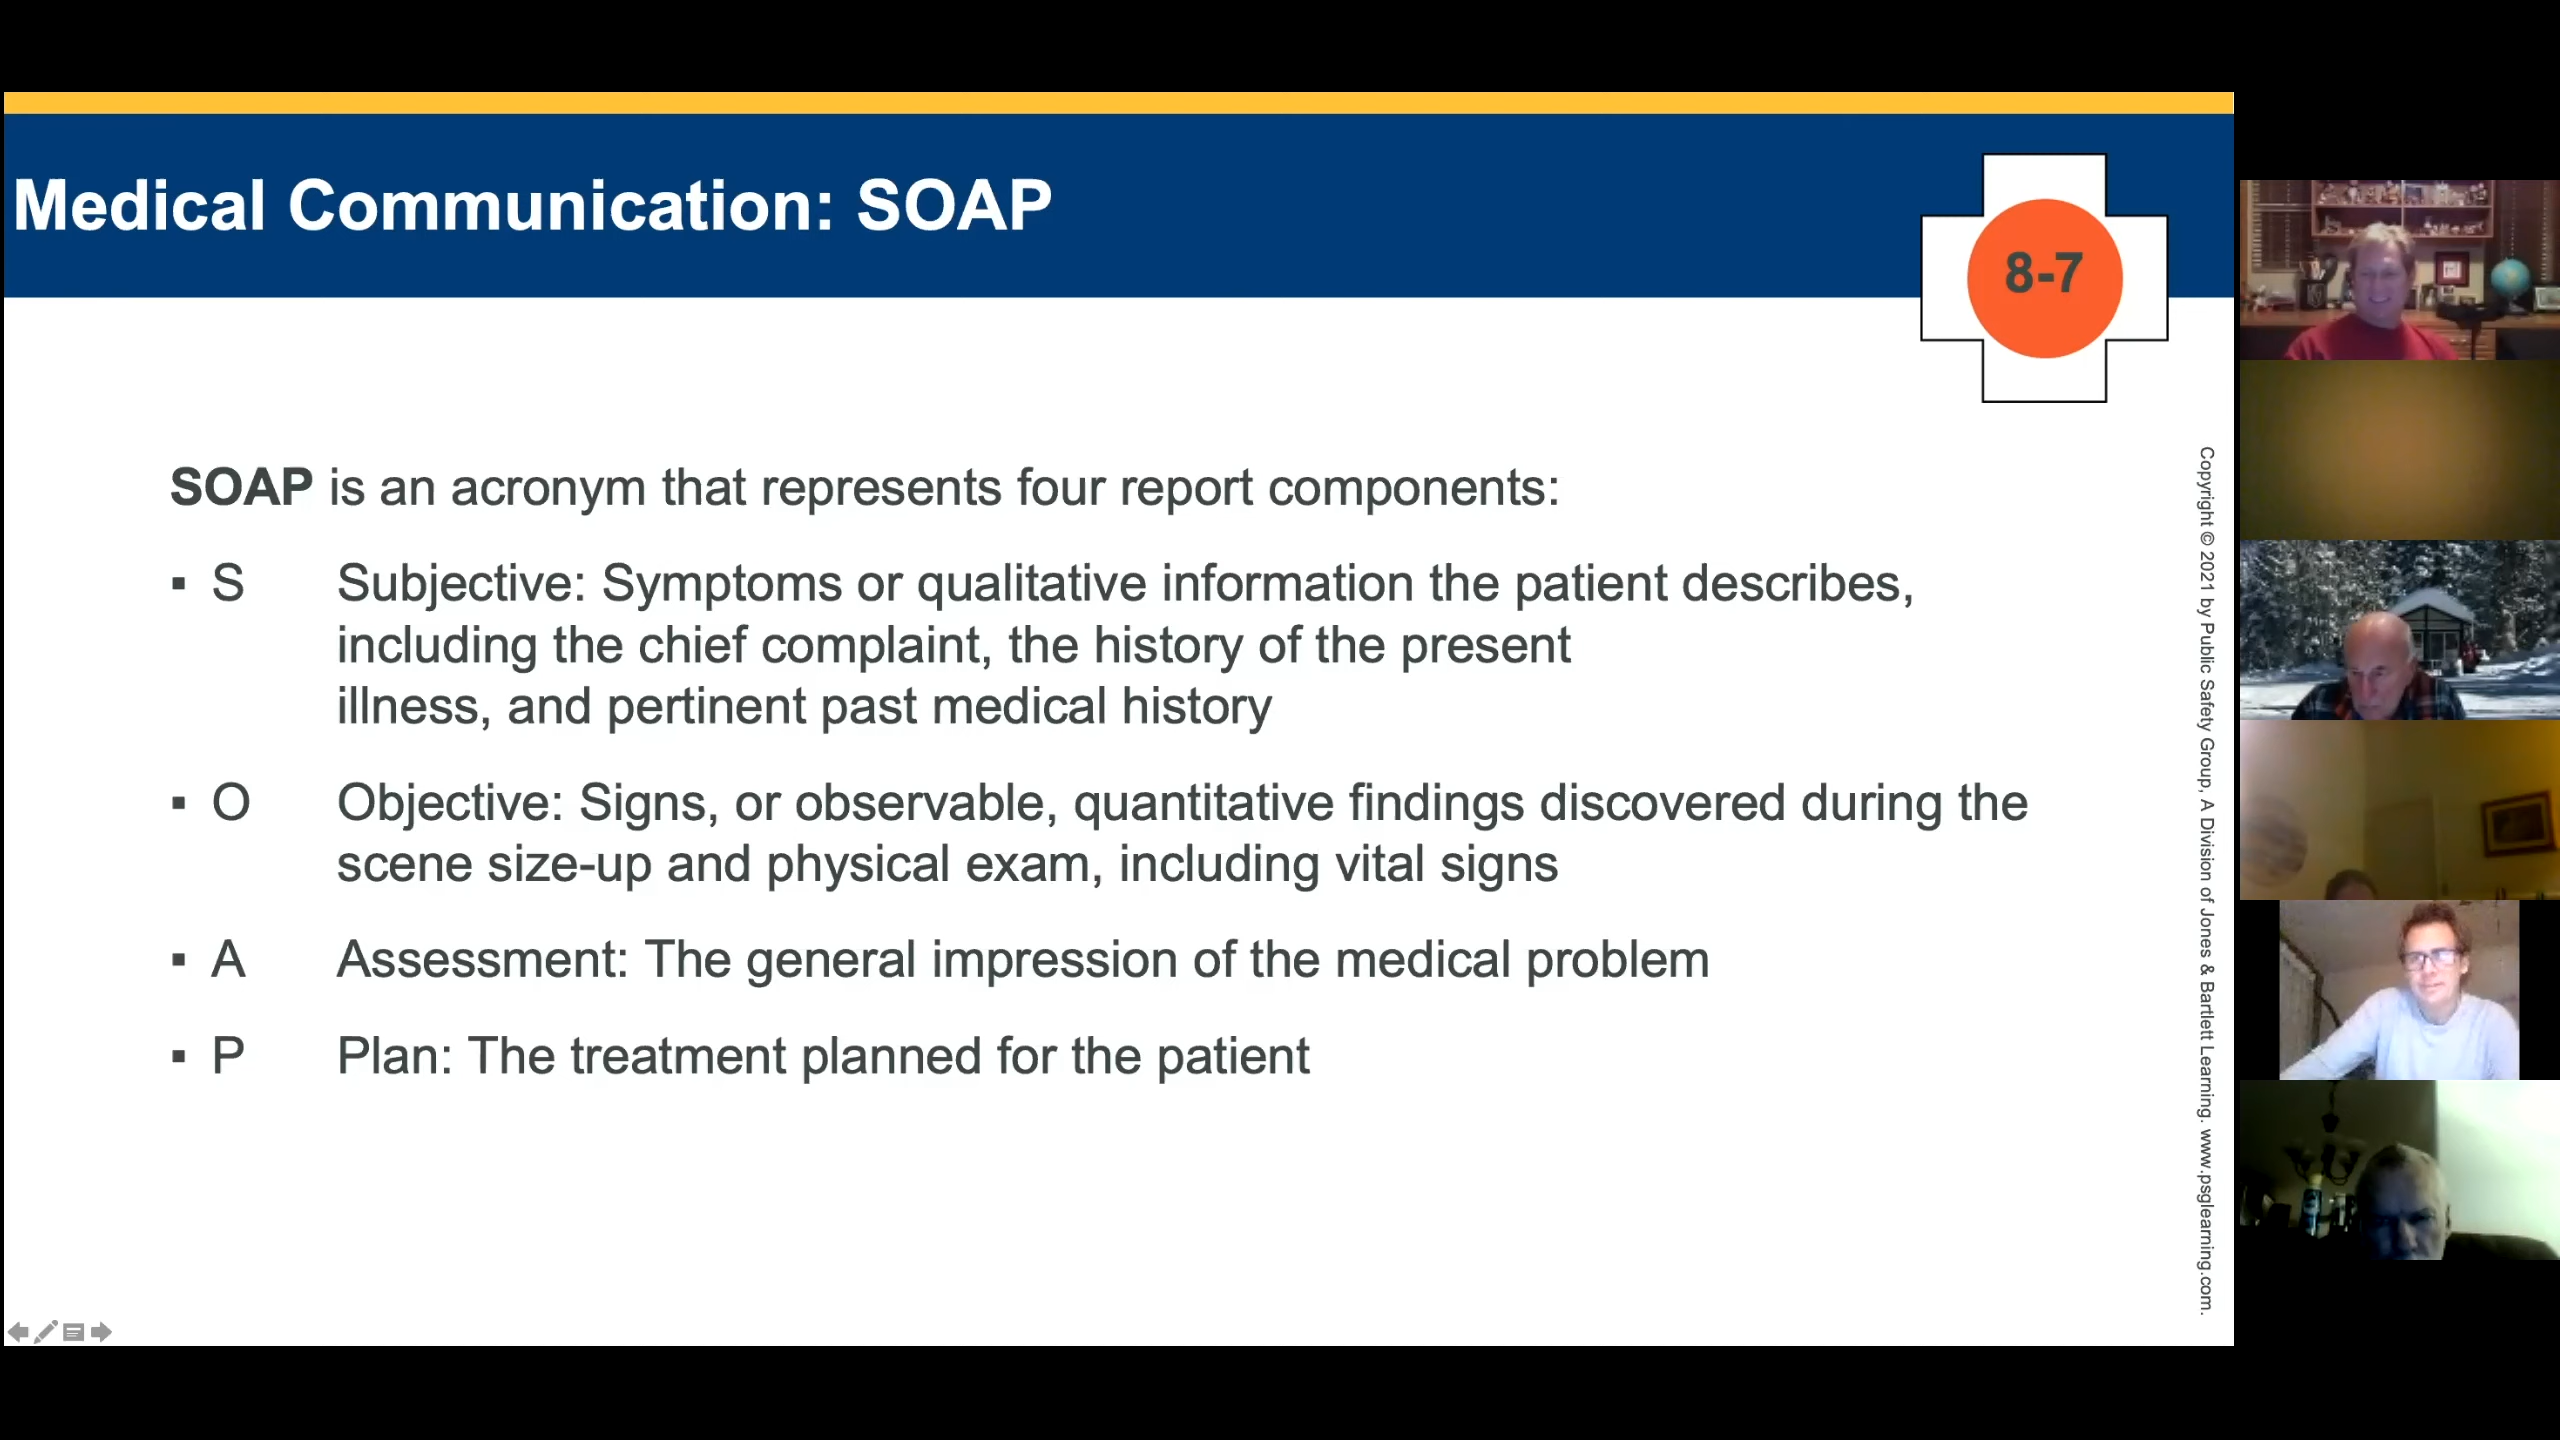 Medical Communication: SOAP
8-7
SOAP is an acronym that represents four report components:
▪ S Subjective: Symptoms or qualitative information the patient describes,
including the chief complaint, the history of the present
illness, and pertinent past medical history
▪ O Objective: Signs, or observable, quantitative findings discovered during the
scene size-up and physical exam, including vital signs
▪ A Assessment: The general impression of the medical problem
▪ P Plan: The treatment planned for the patient
Copyright © 2021 by Public Safety Group, A Division of Jones & Bartlett Learning. www.psglearning.com.